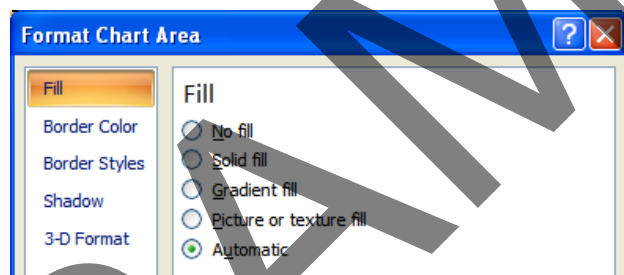 Format Chart Area
?
Fill
Border Color
Border Styles
Shadow
3-D Format
Fill
No fill
Solid fill
Gradient fill
Picture or texture fill
Automatic